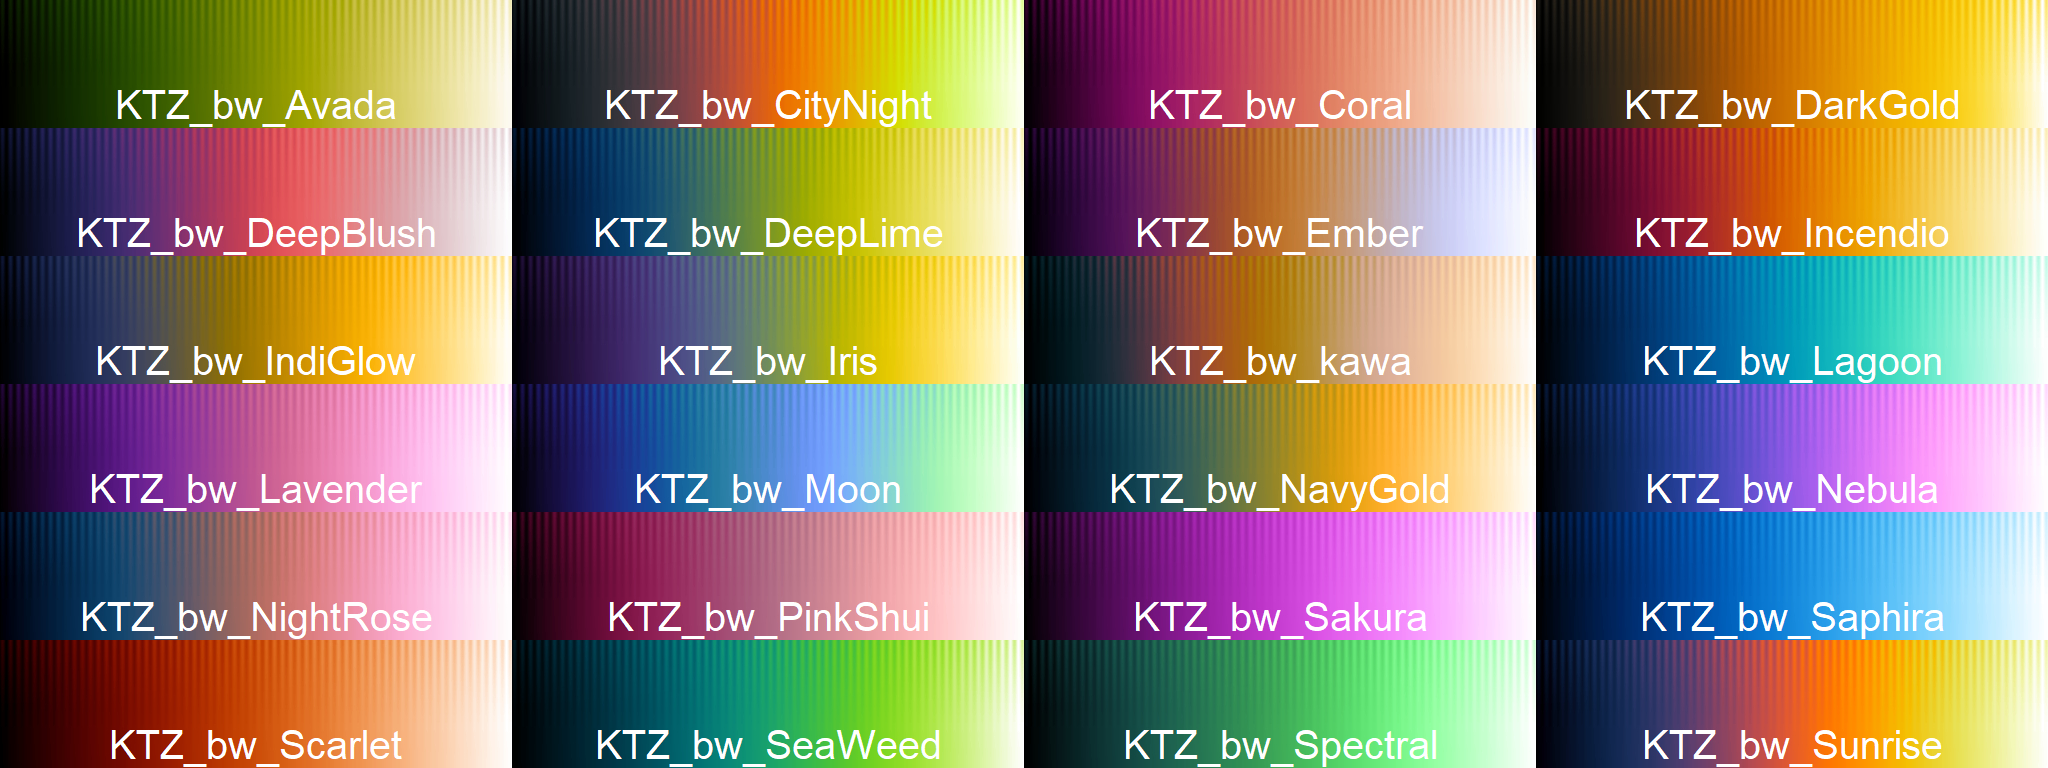 KTZ_bw_Avada KTZ_bw_CityNight KTZ_bw_Coral KTZ_bw_DarkGold
KTZ_bw_DeepBlush KTZ_bw_DeepLime KTZ_bw_Ember KTZ_bw_Incendio
KTZ_bw_IndiGlow KTZ_bw_Iris KTZ_bw_kawa KTZ_bw_Lagoon
KTZ_bw_Lavender KTZ_bw_Moon KTZ_bw_NavyGold KTZ_bw_Nebula
KTZ_bw_NightRose KTZ_bw_PinkShui KTZ_bw_Sakura KTZ_bw_Saphira
KTZ_bw_Scarlet KTZ_bw_SeaWeed KTZ_bw_Spectral KTZ_bw_Sunrise